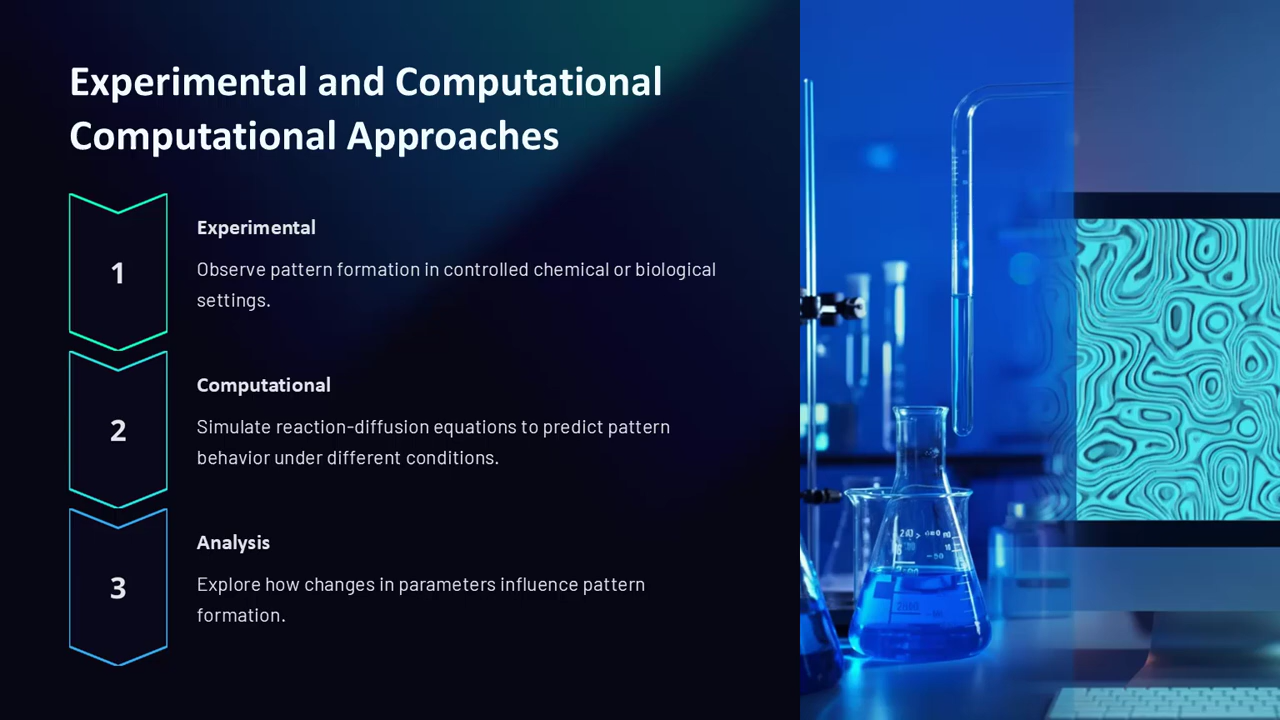 Experimental and Computational
Computational Approaches
1
Experimental
Observe pattern formation in controlled chemical or biological
settings.
2
Computational
Simulate reaction-diffusion equations to predict pattern
behavior under different conditions.
3
Analysis
Explore how changes in parameters influence pattern
formation.